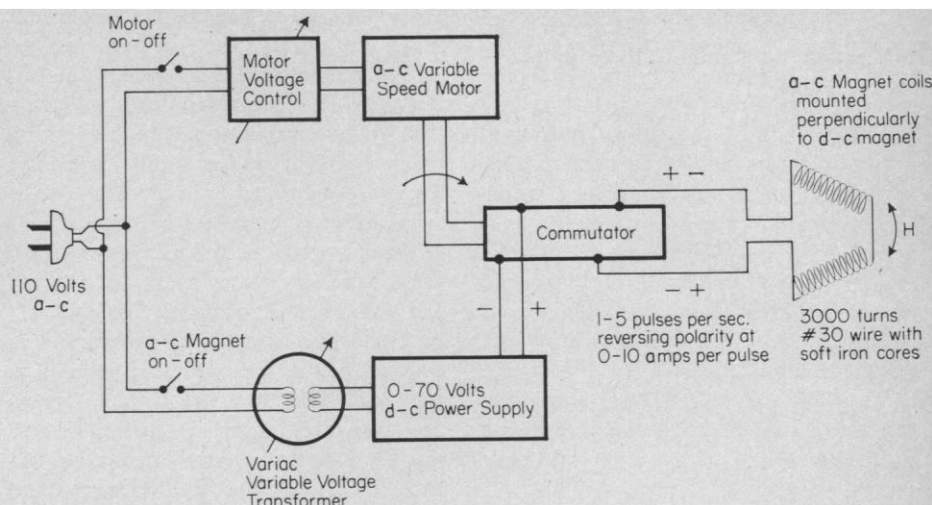 Motor
on-off
Motor
Voltage
Control
a-c Variable
Speed Motor
a-c Magnet coils
mounted
perpendicularly
to d-c magnet
+ -
Commutator
H
110 Volts
a-c
- +
- +
1-5 pulses per sec.
reversing polarity at
0-10 amps per pulse
3000 turns
#30 wire with
soft iron cores
a-c Magnet
on-off
0-70 Volts
d-c Power Supply
Variac
Variable Voltage
Transformer